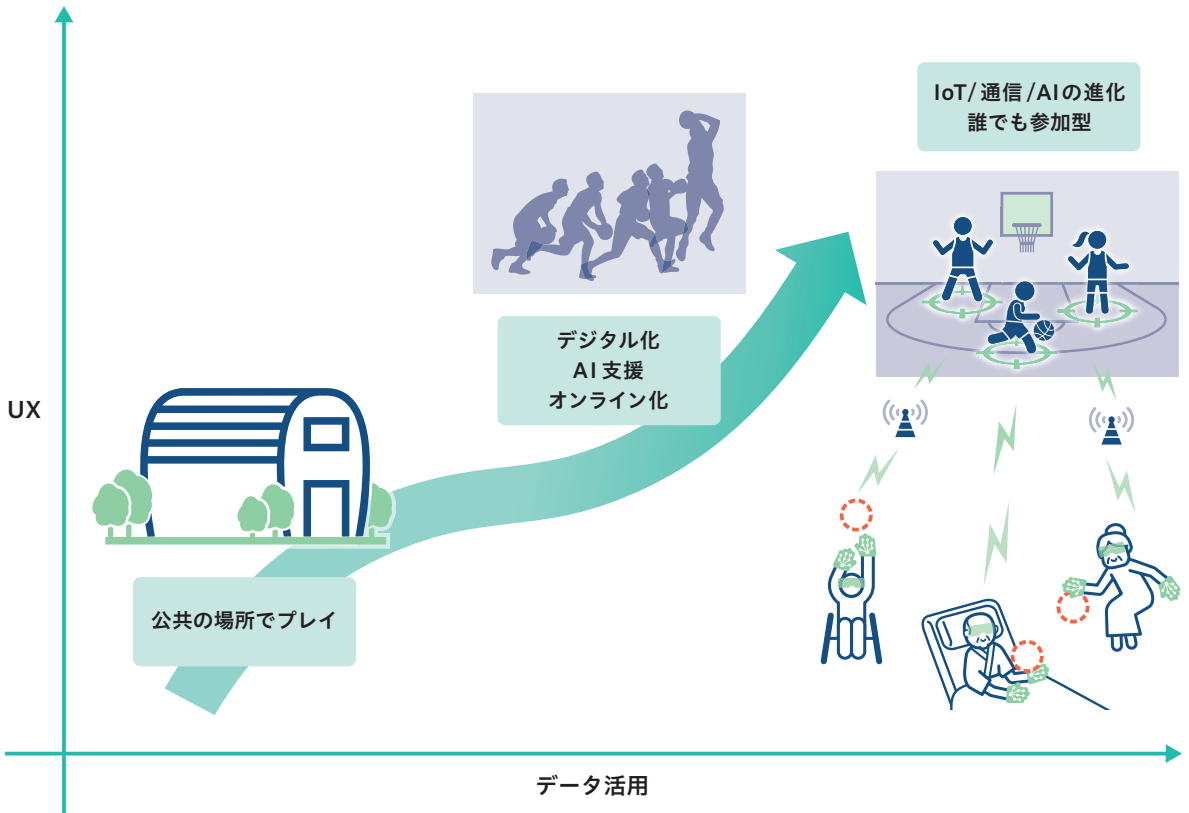 IoT/通信/AIの進化
誰でも参加型
デジタル化
AI支援
オンライン化
UX
公共の場所でプレイ
データ活用